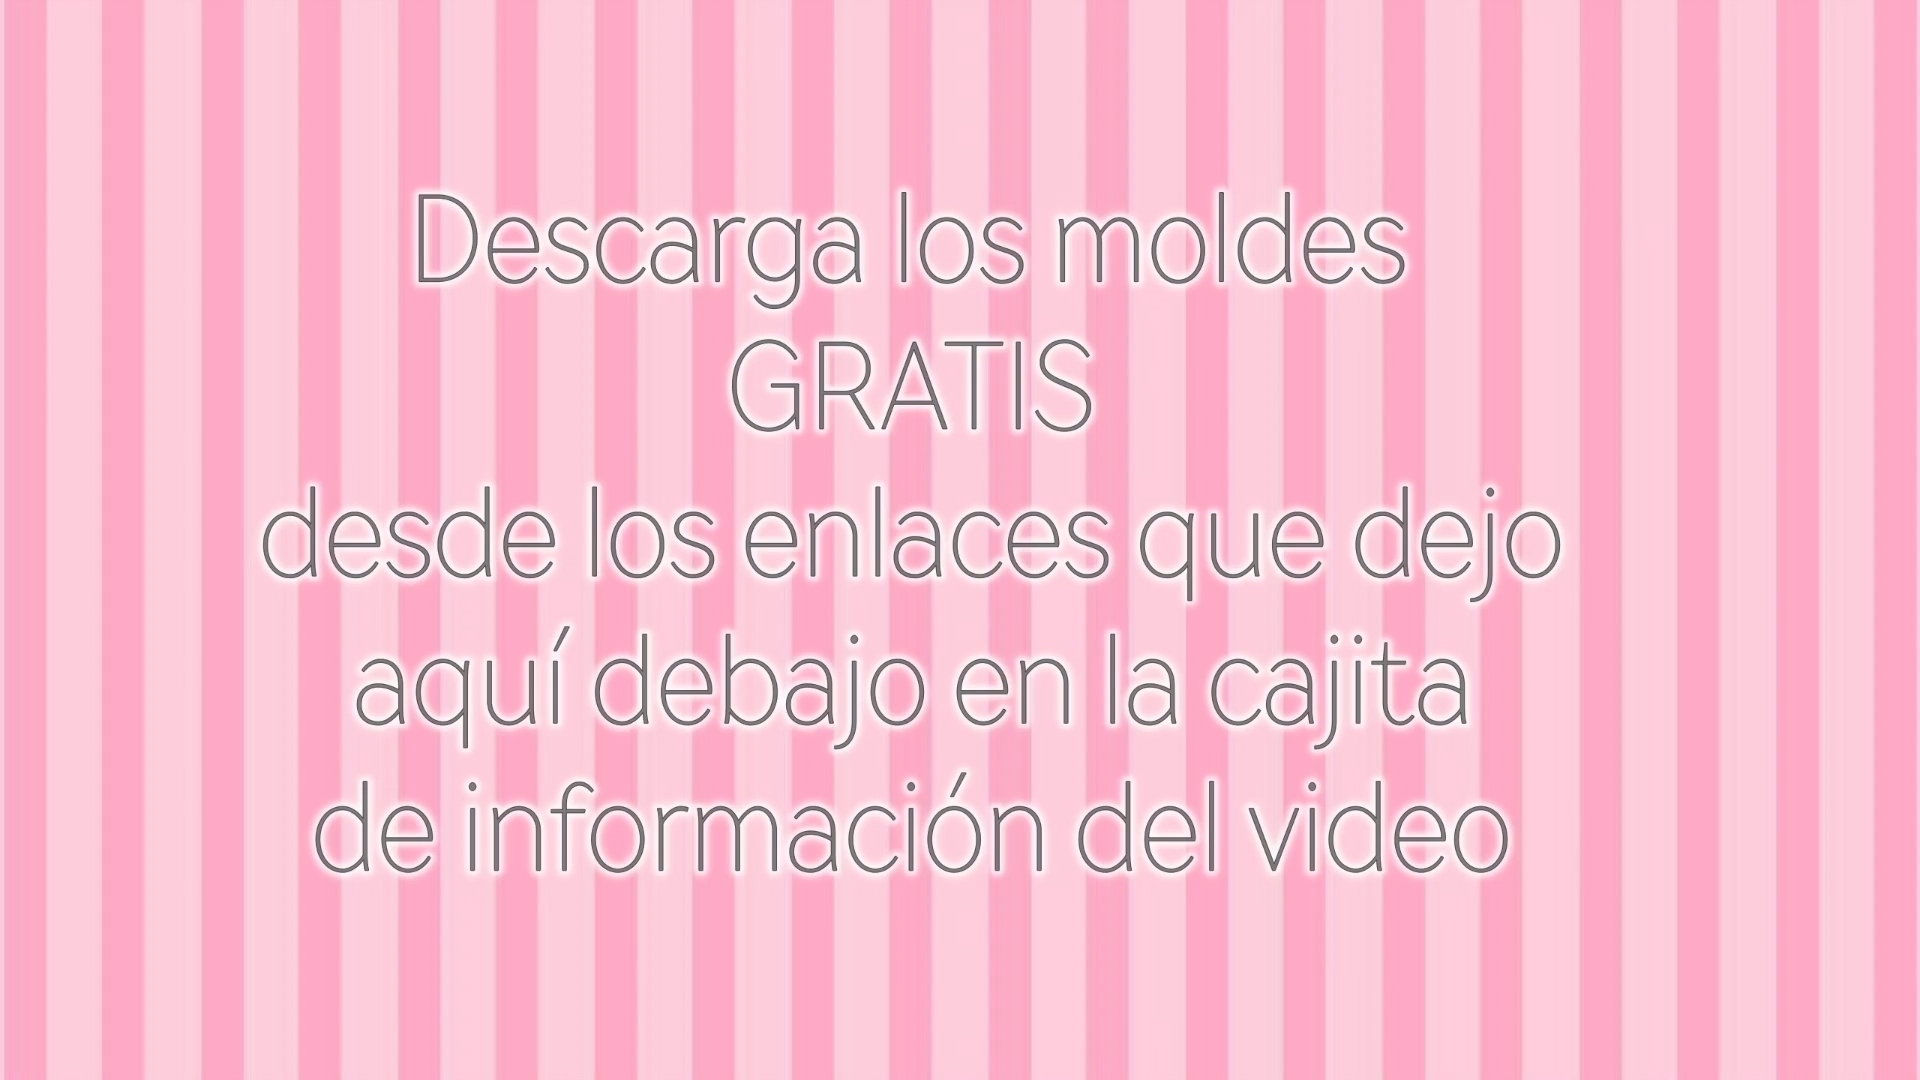 Descarga los moldes
GRATIS
desde los enlaces que dejo
aquí debajo en la cajita
de información del video